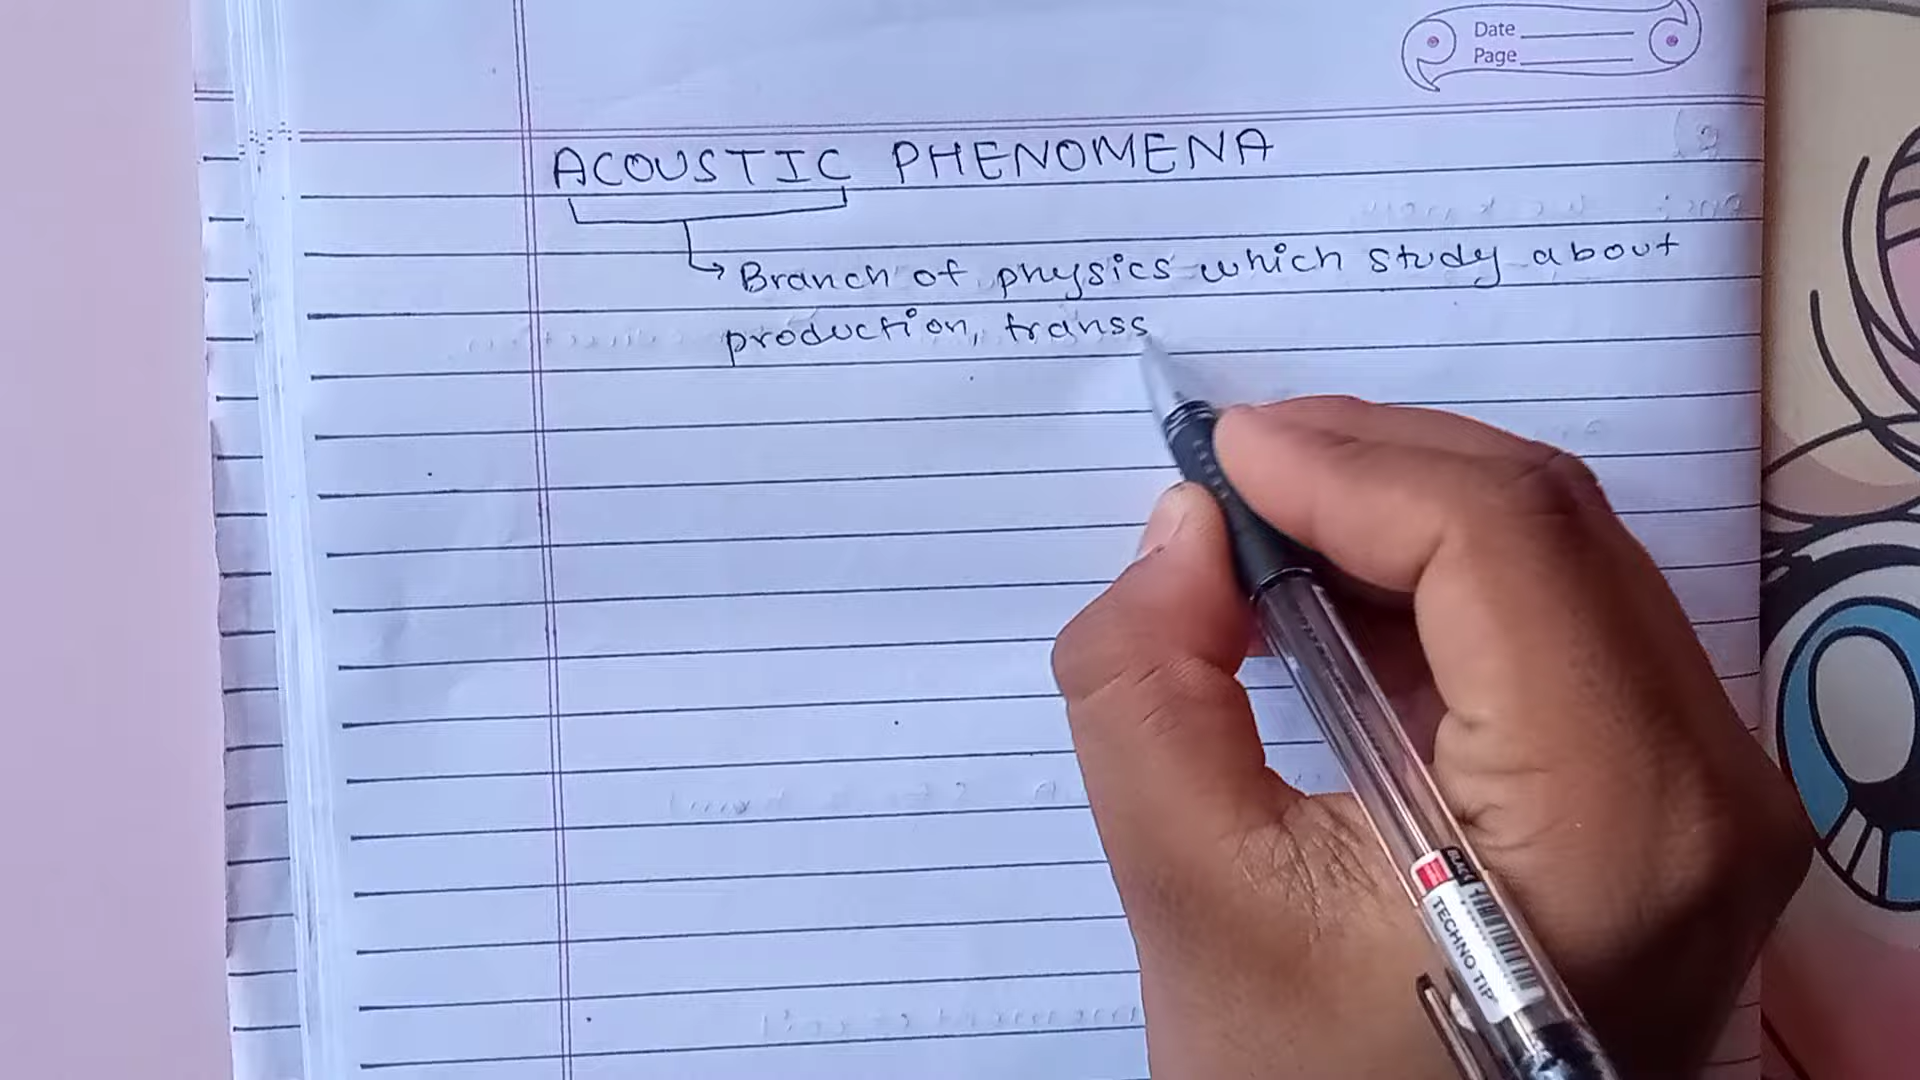 Date
Page
ACOUSTIC PHENOMENA
Branch of physics which study about
production, transs
TECHNO TIP